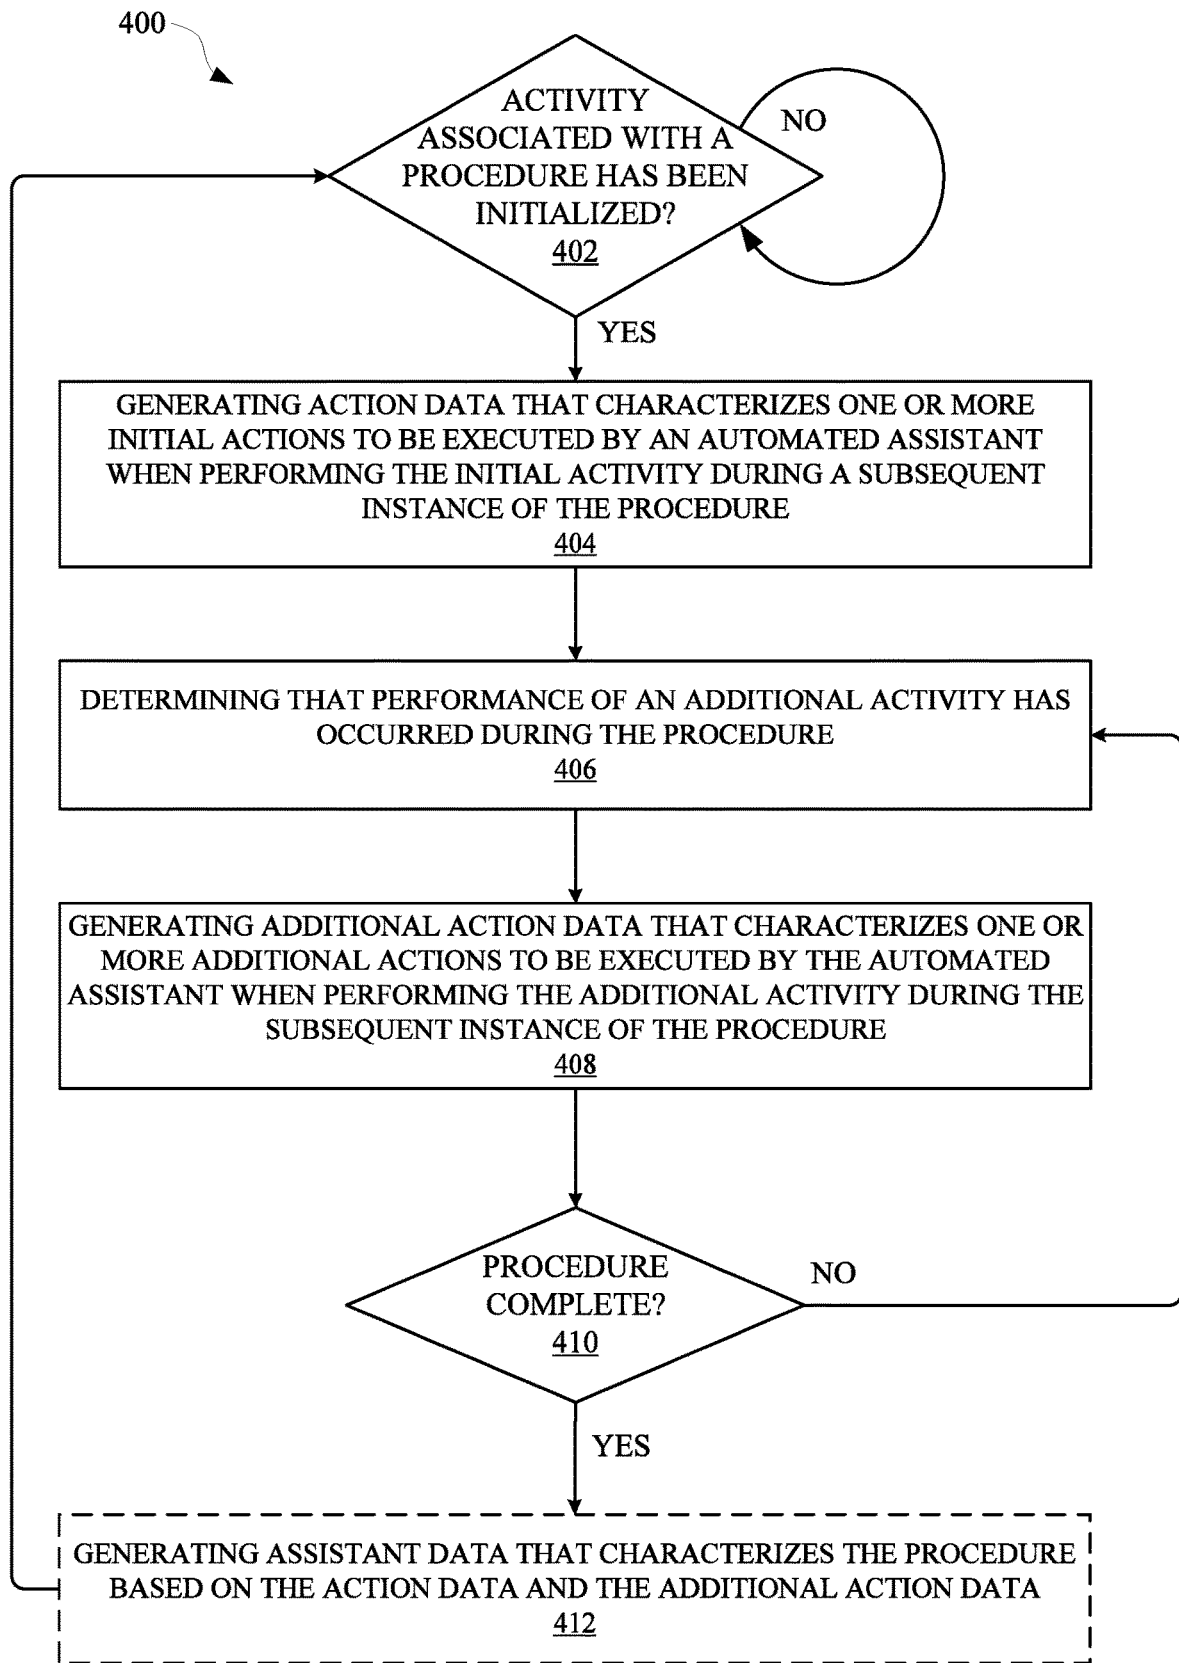 400
ACTIVITY
ASSOCIATED WITH A
PROCEDURE HAS BEEN
INITIALIZED?
402
NO
YES
GENERATING ACTION DATA THAT CHARACTERIZES ONE OR MORE
INITIAL ACTIONS TO BE EXECUTED BY AN AUTOMATED ASSISTANT
WHEN PERFORMING THE INITIAL ACTIVITY DURING A SUBSEQUENT
INSTANCE OF THE PROCEDURE
404
DETERMINING THAT PERFORMANCE OF AN ADDITIONAL ACTIVITY HAS
OCCURRED DURING THE PROCEDURE
406
GENERATING ADDITIONAL ACTION DATA THAT CHARACTERIZES ONE OR
MORE ADDITIONAL ACTIONS TO BE EXECUTED BY THE AUTOMATED
ASSISTANT WHEN PERFORMING THE ADDITIONAL ACTIVITY DURING THE
SUBSEQUENT INSTANCE OF THE PROCEDURE
408
PROCEDURE
COMPLETE?
410
NO
YES
GENERATING ASSISTANT DATA THAT CHARACTERIZES THE PROCEDURE
BASED ON THE ACTION DATA AND THE ADDITIONAL ACTION DATA
412